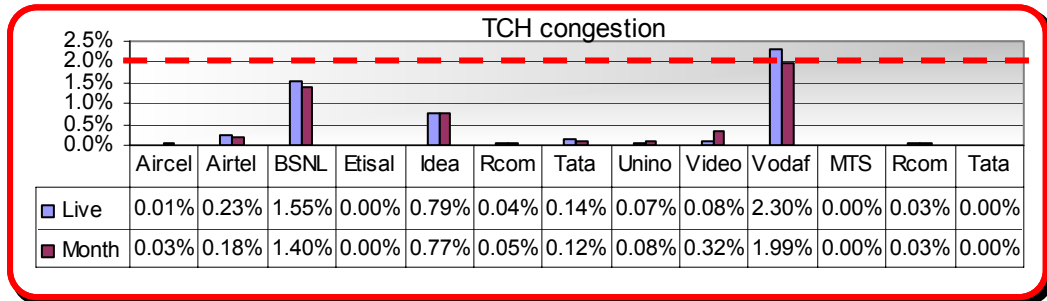 TCH congestion
2.5%
2.0%
1.5%
1.0%
0.5%
0.0%
Aircel Airtel BSNL Etisal Idea Rcom Tata Unino Video Vodaf MTS Rcom Tata
Live 0.01% 0.23% 1.55% 0.00% 0.79% 0.04% 0.14% 0.07% 0.08% 2.30% 0.00% 0.03% 0.00%
Month 0.03% 0.18% 1.40% 0.00% 0.77% 0.05% 0.12% 0.08% 0.32% 1.99% 0.00% 0.03% 0.00%